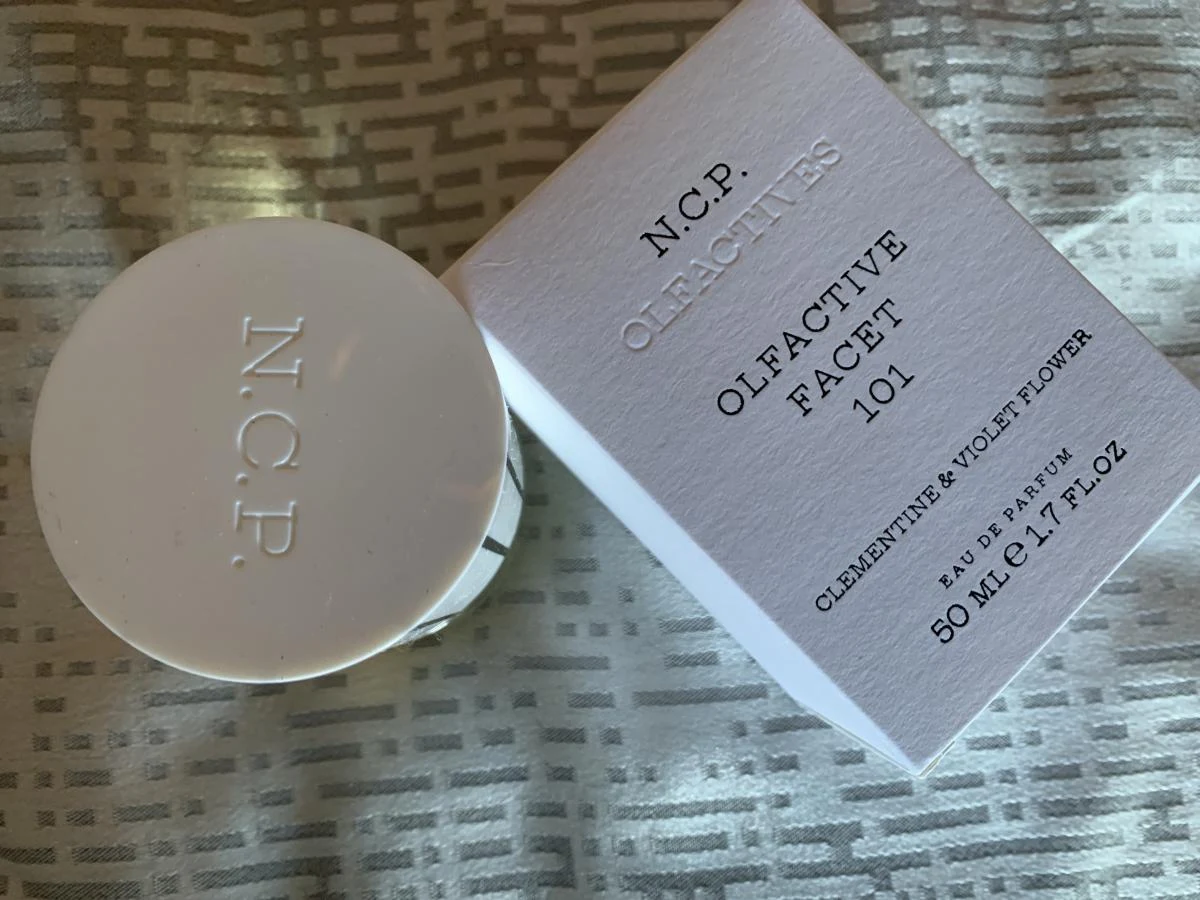 N.C.P.
N.C.P.
OLFACTIVES
OLFACTIVE
FACET
101
CLEMENTINE & VIOLET FLOWER
EAU DE PARFUM
50 ML ℮ 1.7 FL.OZ